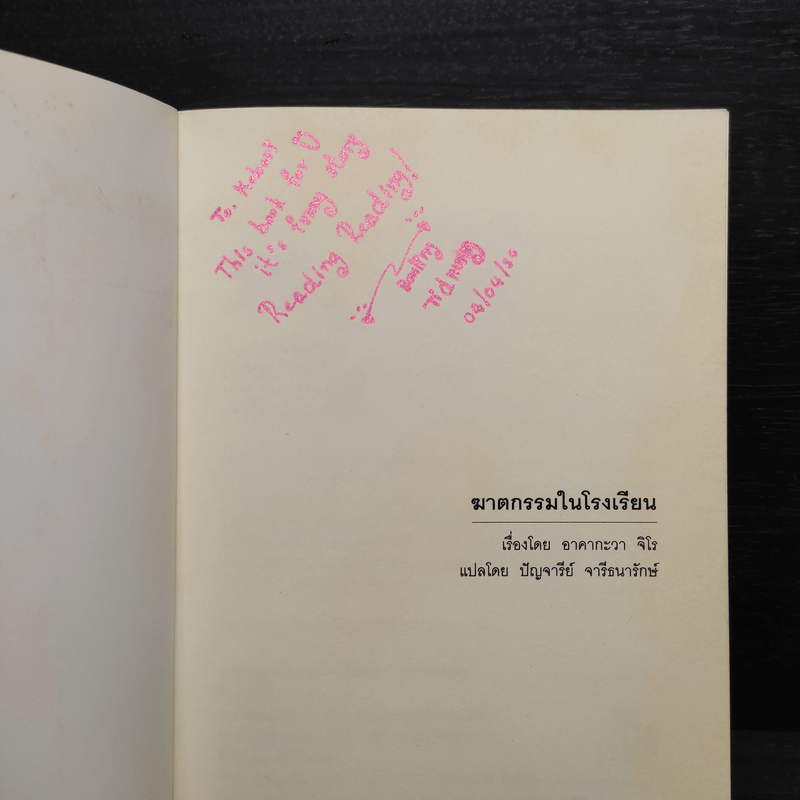 This book for U
it's funny story
Reading Reading!
04/04/56
ฆาตกรรมในโรงเรียน
เรื่องโดย อาคากะวา จิโร
แปลโดย ปัญจารีย์ จารีธนารักษ์